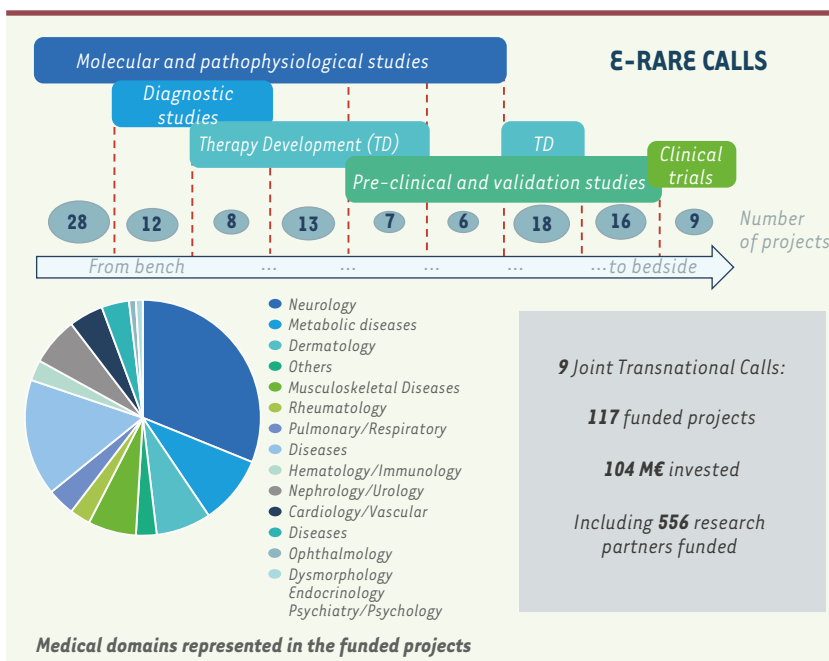 Molecular and pathophysiological studies
ε-RARE CALLS
Diagnostic
studies
Therapy Development (TD)
TD
Pre-clinical and validation studies
Clinical
trials
28
12
8
13
7
6
18
16
9
Number
of projects
From bench ... ... ... ... ...to bedside
Neurology
Metabolic diseases
Dermatology
Others
Musculoskeletal Diseases
Rheumatology
Pulmonary/Respiratory
Diseases
Hematology/Immunology
Nephrology/Urology
Cardiology/Vascular
Diseases
Ophthalmology
Dysmorphology
Endocrinology
Psychiatry/Psychology
9 Joint Transnational Calls:
117 funded projects
104 M€ invested
Including 556 research
partners funded
Medical domains represented in the funded projects